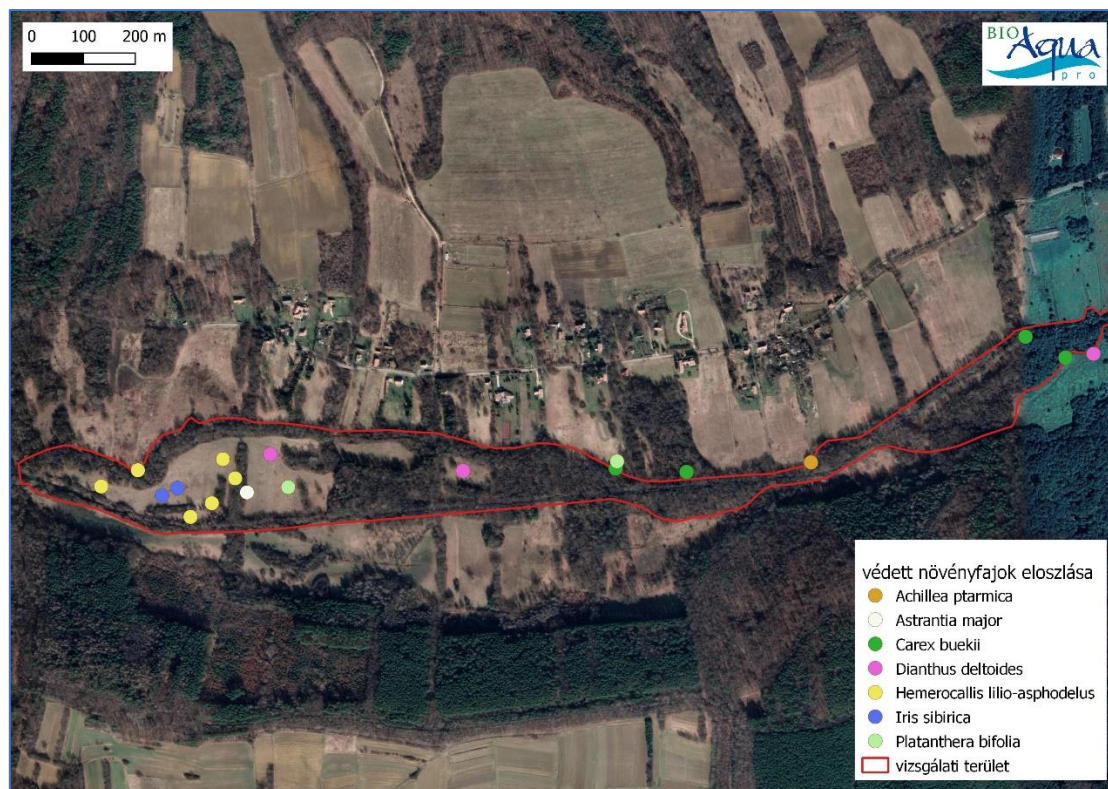 0 100 200 m
BIO
Aqua
pro
védett növényfajok eloszlása
Achillea ptarmica
Astrantia major
Carex buekii
Dianthus deltoides
Hemerocallis lilio-asphodelus
Iris sibirica
Platanthera bifolia
vizsgálati terület